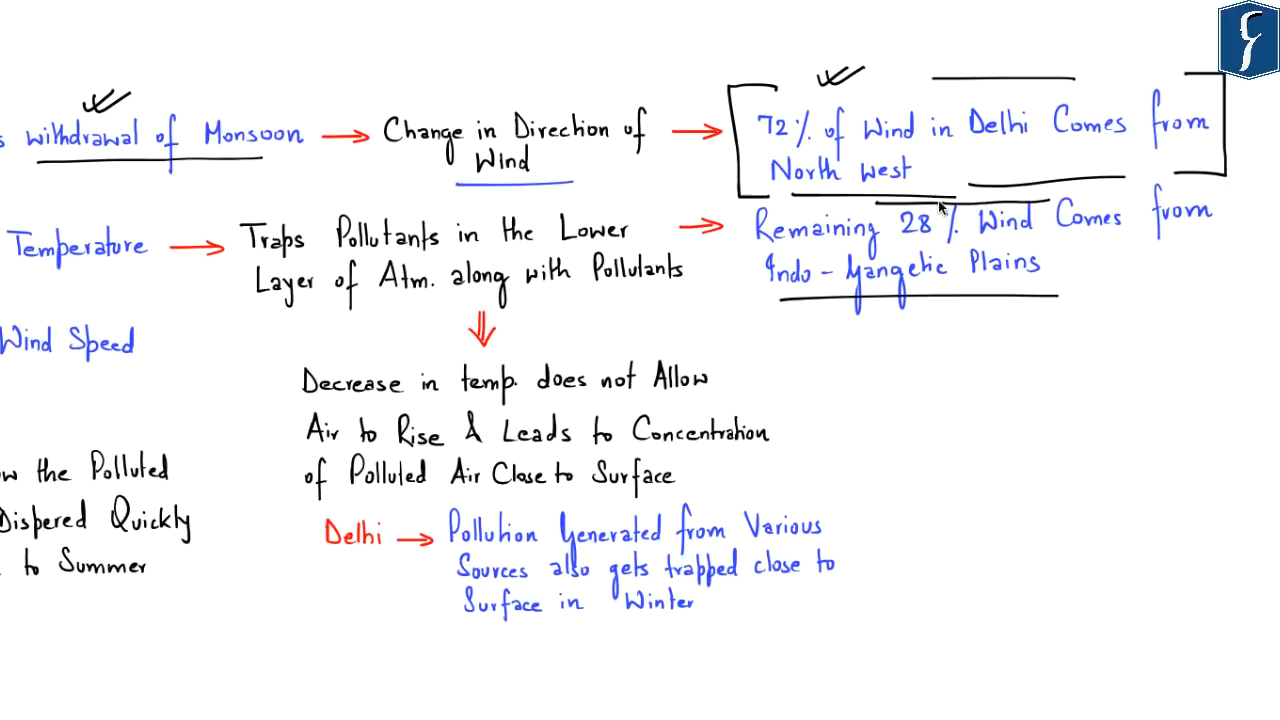 s withdrawal of Monsoon → Change in Direction of Wind → 72% of Wind in Delhi Comes from
North West
Temperature → Traps Pollutants in the Lower
Layer of Atm. along with Pollutants
→ Remaining 28% Wind Comes from
Indo-Gangetic Plains
Wind Speed
⇓
Decrease in temp. does not Allow
Air to Rise & Leads to Concentration
of Polluted Air Close to Surface
w the Polluted
Dispered Quickly
to Summer
Delhi → Pollution Generated from Various
Sources also gets trapped close to
Surface in Winter